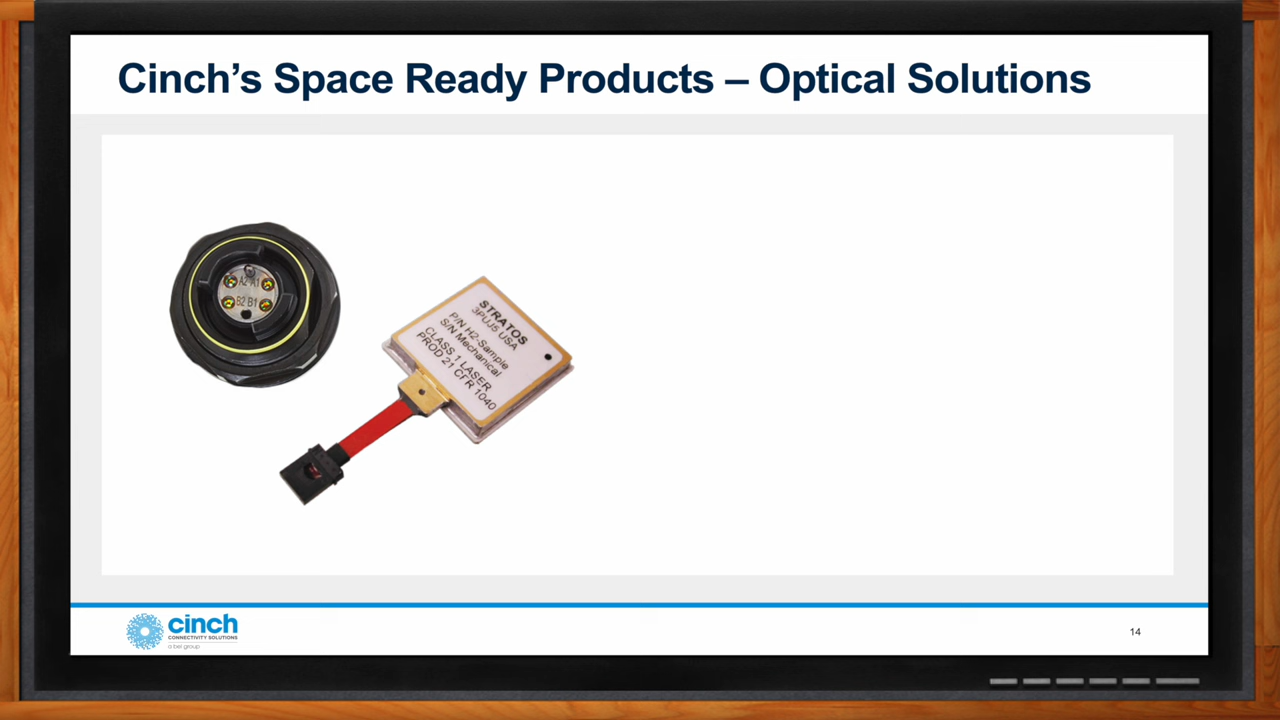 Cinch's Space Ready Products – Optical Solutions
A2 A1
B2 B1
STRATOS
3PUJ5 USA
P/N H2-Sample
S/N Mechanical
CLASS 1 LASER
PROD 21 CFR 1040
cinch
CONNECTIVITY SOLUTIONS
a bel group
14